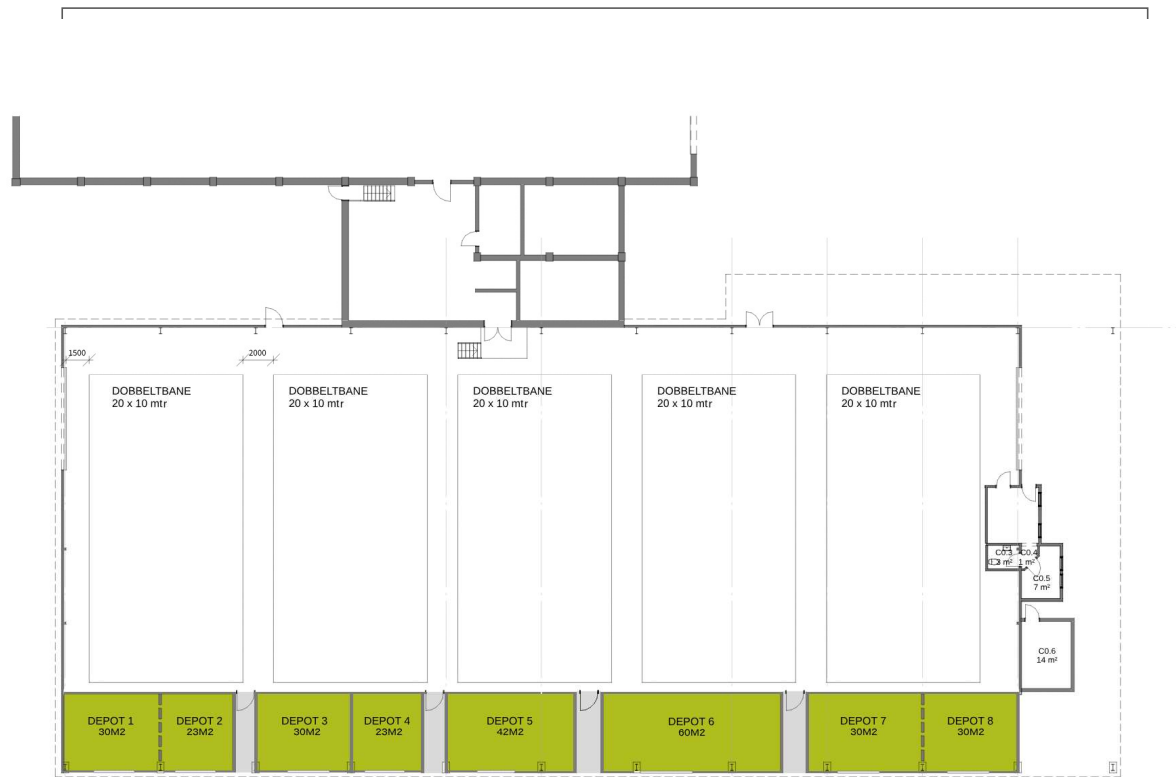 1500
2000
DOBBELTBANE
20 x 10 mtr
DOBBELTBANE
20 x 10 mtr
DOBBELTBANE
20 x 10 mtr
DOBBELTBANE
20 x 10 mtr
DOBBELTBANE
20 x 10 mtr
C0.3
3 m²
C0.4
1 m²
C0.5
7 m²
C0.6
14 m²
DEPOT 1
30M2
DEPOT 2
23M2
DEPOT 3
30M2
DEPOT 4
23M2
DEPOT 5
42M2
DEPOT 6
60M2
DEPOT 7
30M2
DEPOT 8
30M2